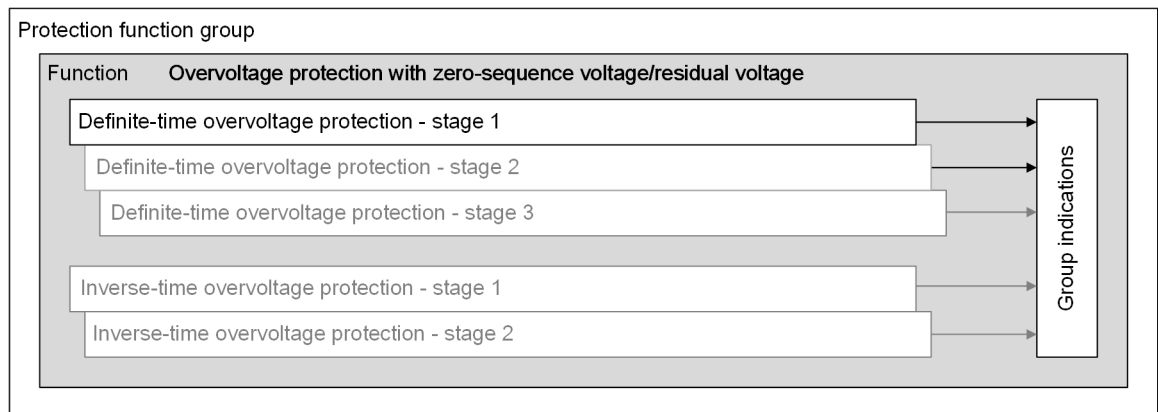 Protection function group
Function Overvoltage protection with zero-sequence voltage/residual voltage
Definite-time overvoltage protection - stage 1
Definite-time overvoltage protection - stage 2
Definite-time overvoltage protection - stage 3
Inverse-time overvoltage protection - stage 1
Inverse-time overvoltage protection - stage 2
Group indications